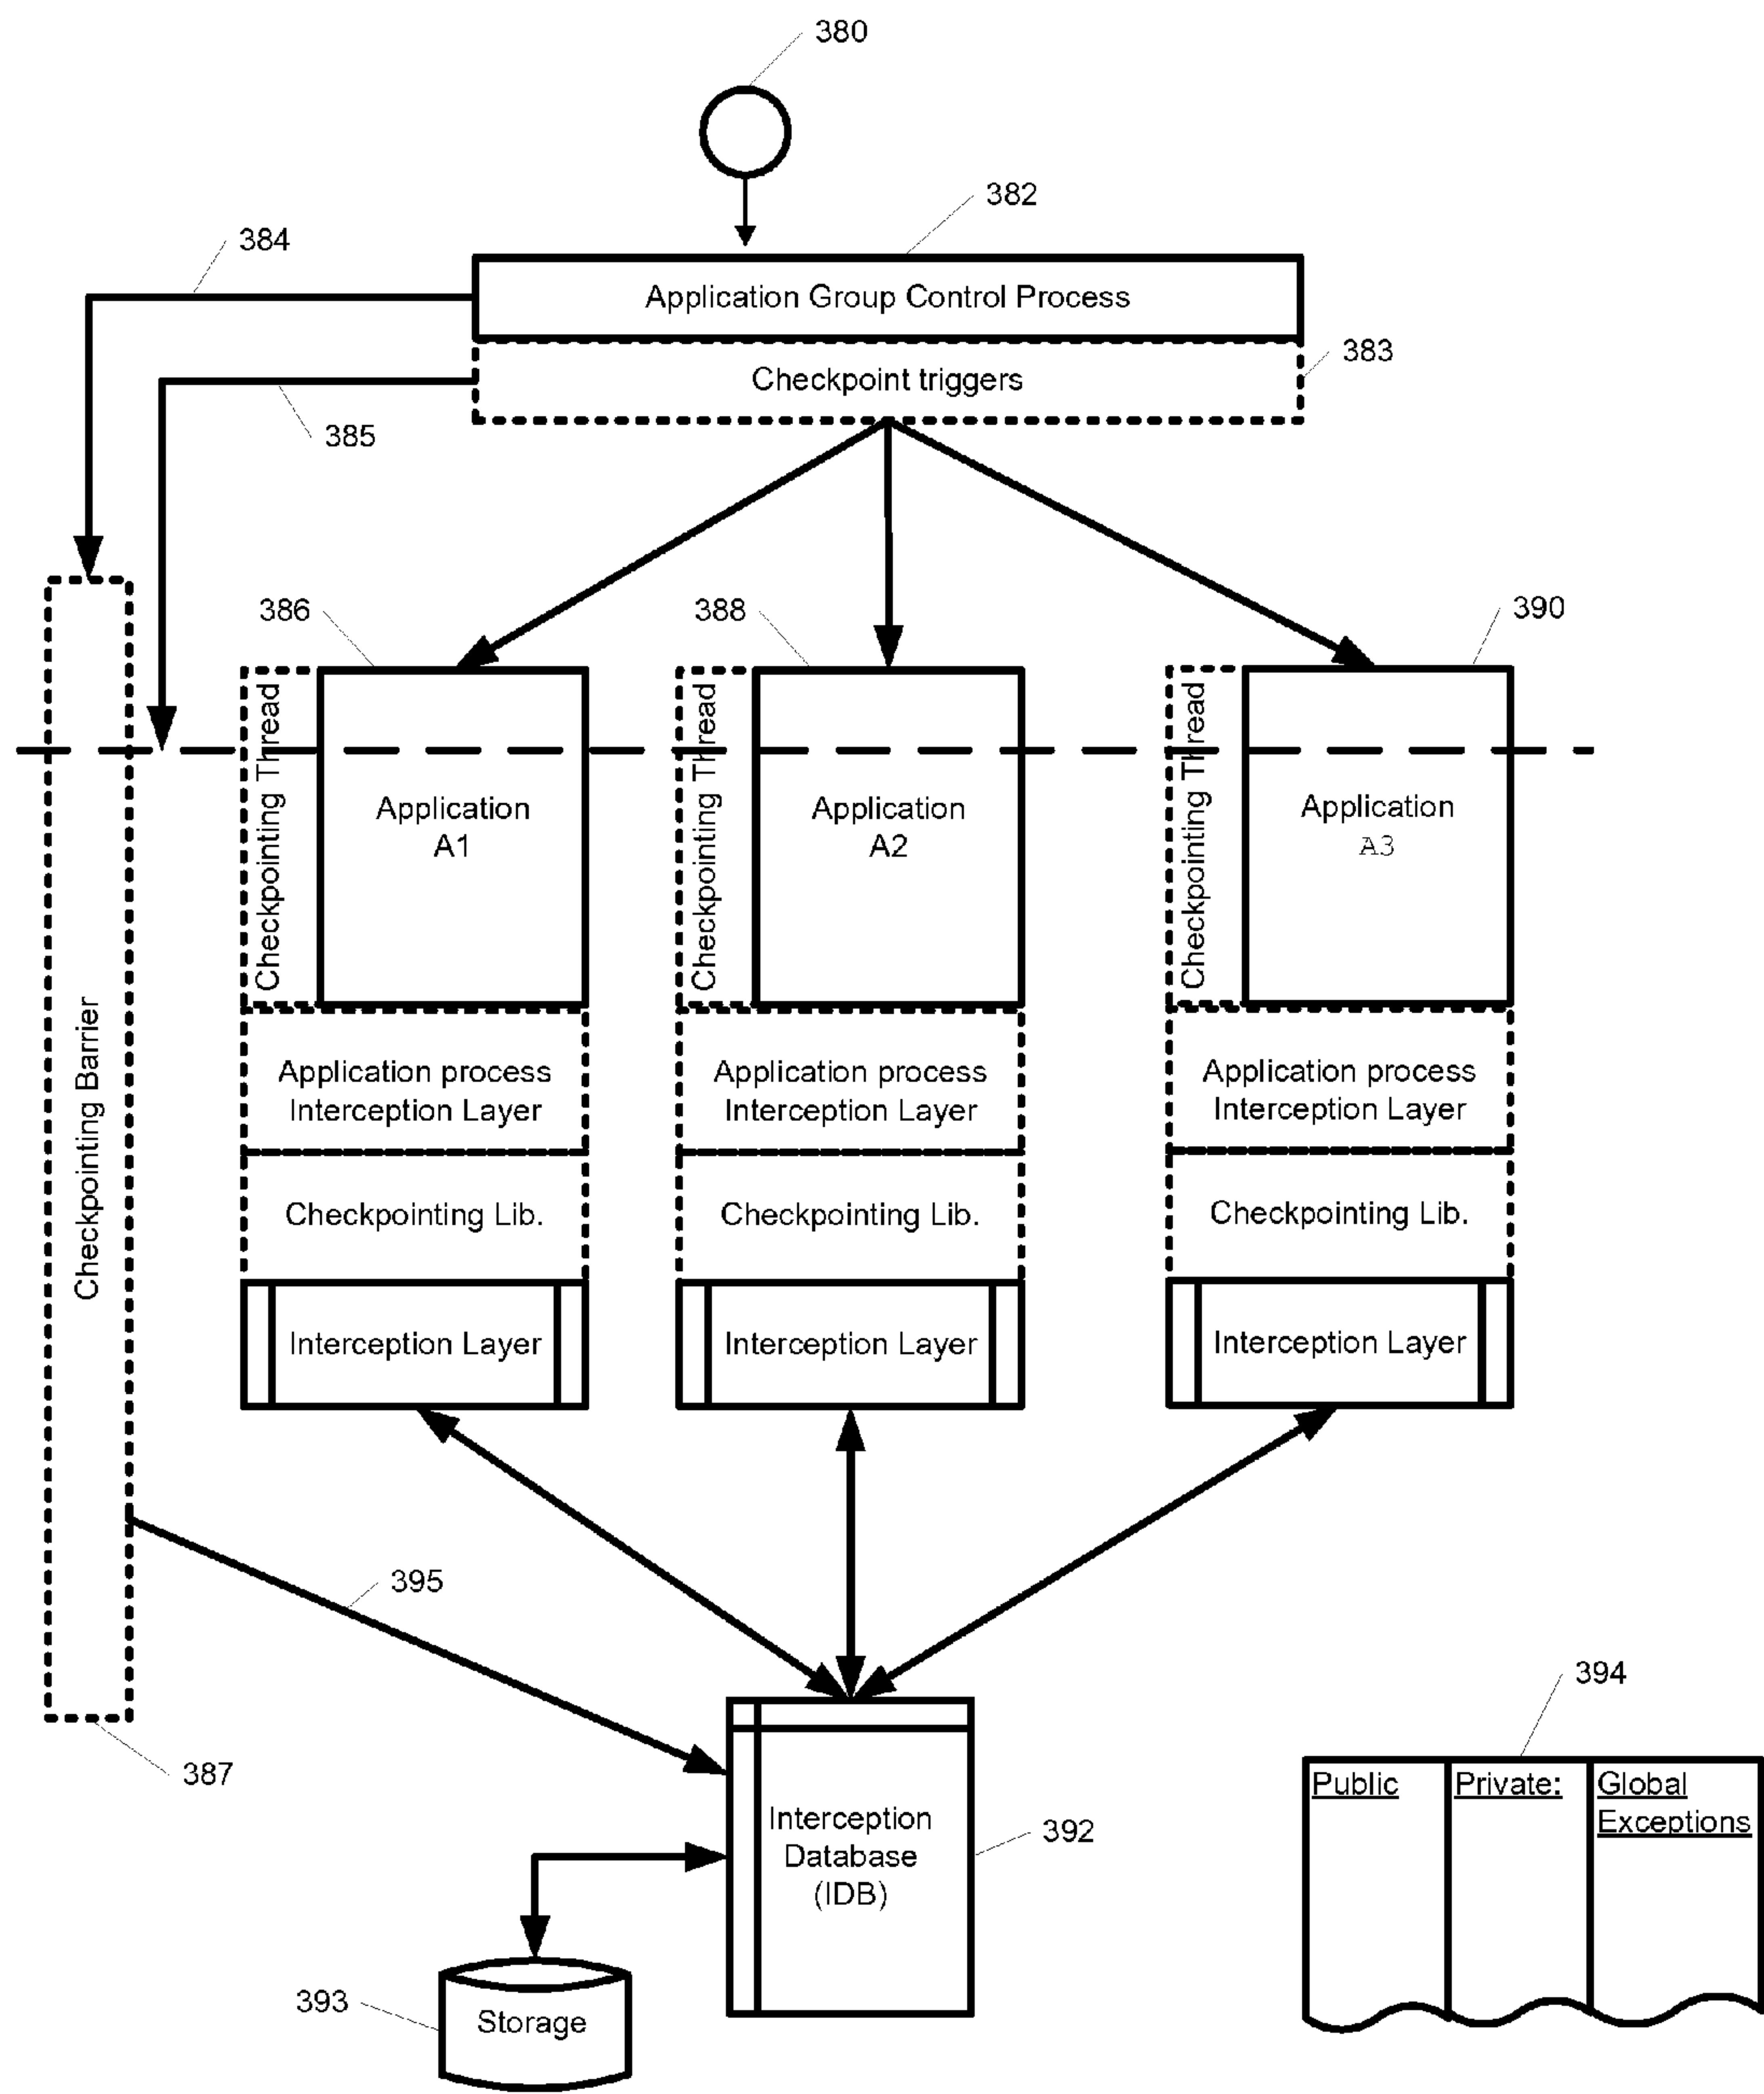 380
382
384
Application Group Control Process
383
Checkpoint triggers
385
386
388
390
Checkpointing Thread
Application
A1
Checkpointing Thread
Application
A2
Checkpointing Thread
Application
A3
Checkpointing Barrier
Application process
Interception Layer
Application process
Interception Layer
Application process
Interception Layer
Checkpointing Lib.
Checkpointing Lib.
Checkpointing Lib.
Interception Layer
Interception Layer
Interception Layer
395
394
387
Public
Private:
Global
Exceptions
Interception
Database
(IDB)
392
393
Storage